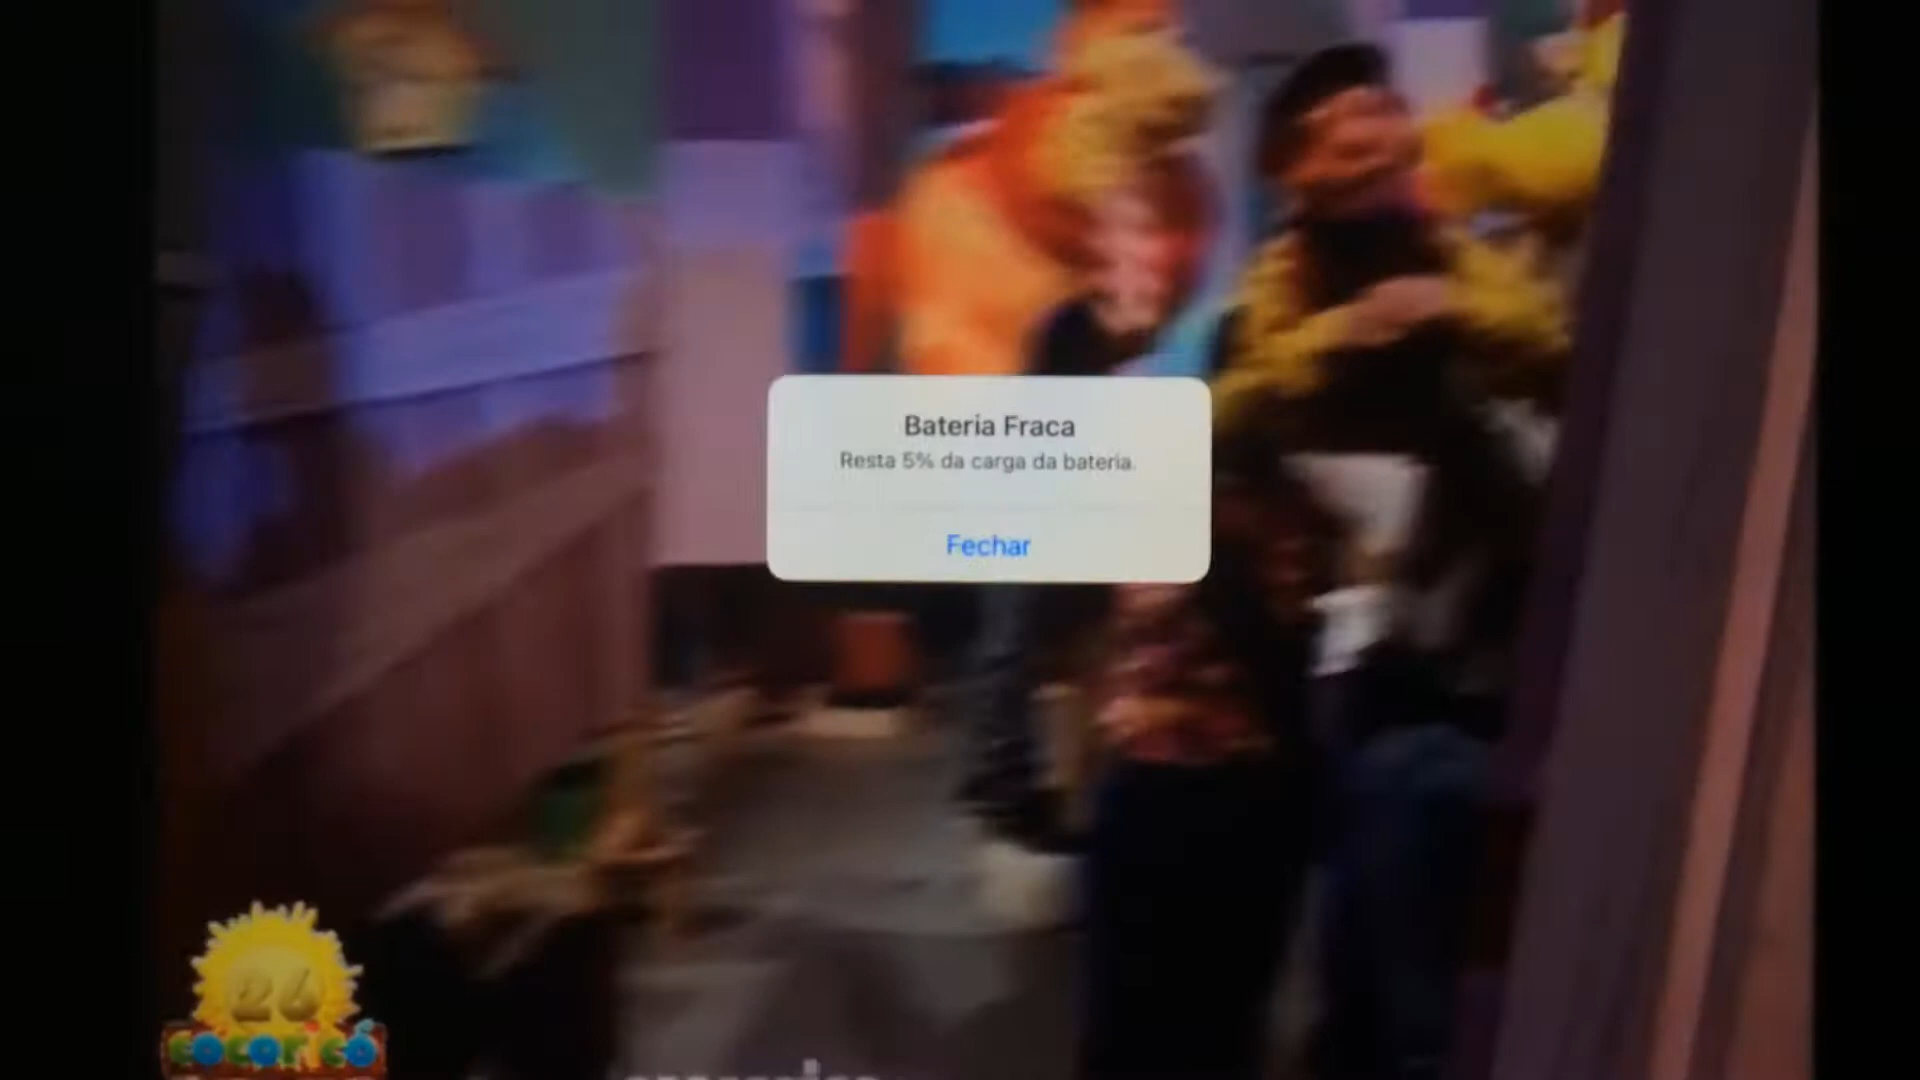 Bateria Fraca
Resta 5% da carga da bateria.
Fechar
26
cocoricó